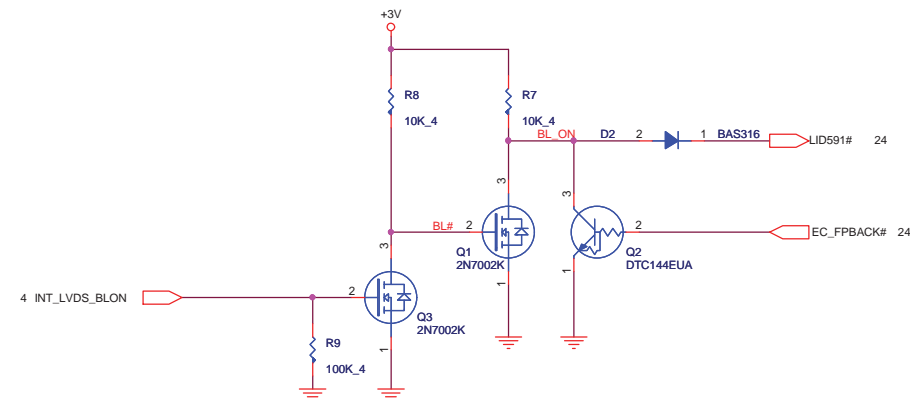 +3V
R8
10K_4
R7
10K_4
BL_ON
D2
2
1
BAS316
LID591#
24
3
3
BL#
2
Q1
2N7002K
1
2
Q2
DTC144EUA
1
EC_FPBACK#
24
3
4
INT_LVDS_BLON
2
Q3
2N7002K
1
R9
100K_4